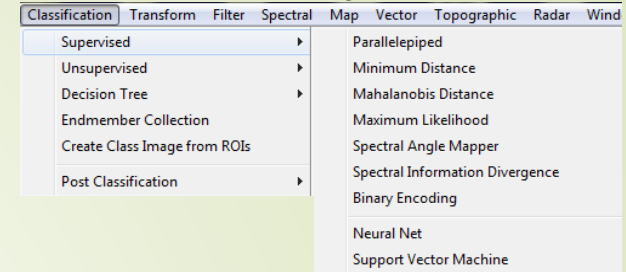 Classification Transform Filter Spectral Map Vector Topographic Radar Wind
Supervised
Unsupervised
Decision Tree
Endmember Collection
Create Class Image from ROIs
Post Classification
Parallelepiped
Minimum Distance
Mahalanobis Distance
Maximum Likelihood
Spectral Angle Mapper
Spectral Information Divergence
Binary Encoding
Neural Net
Support Vector Machine